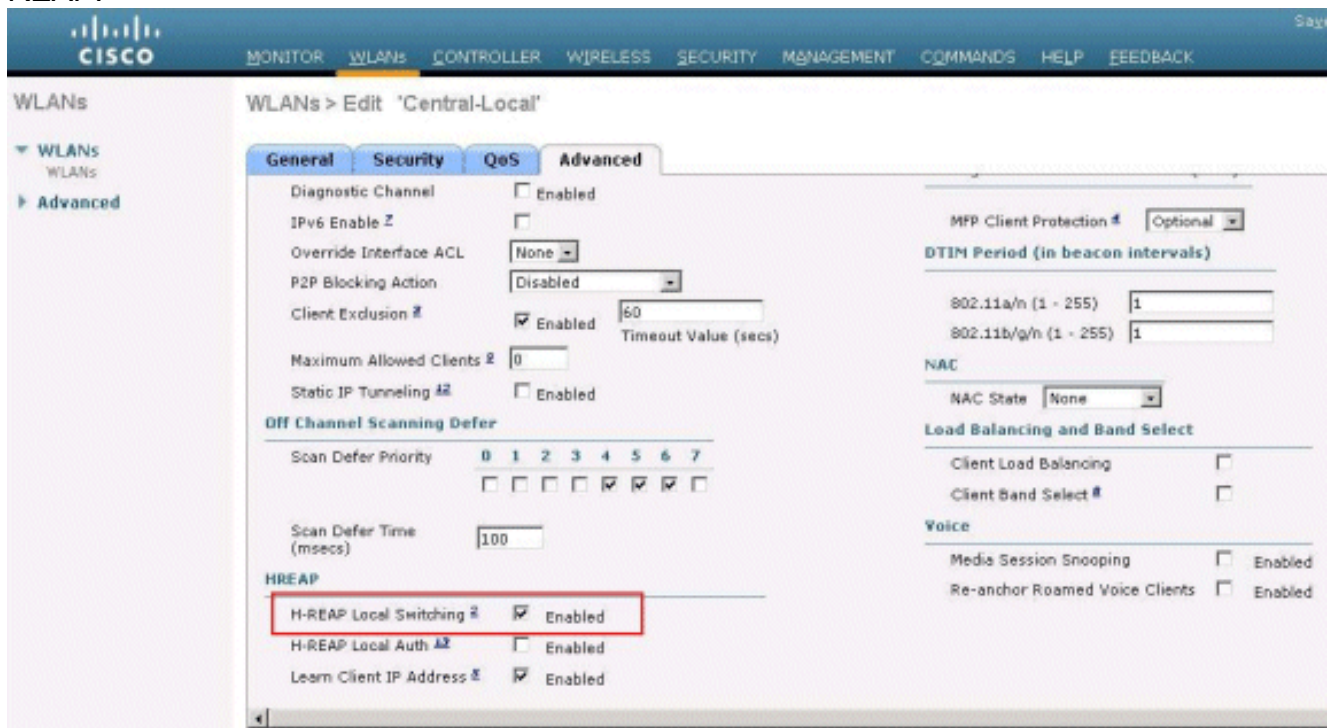 CISCO
MONITOR WLANs CONTROLLER WIRELESS SECURITY MANAGEMENT COMMANDS HELP FEEDBACK
WLANs
WLANs
WLANs
Advanced
WLANs > Edit 'Central-Local'
General Security QoS Advanced
Diagnostic Channel Enabled
IPv6 Enable 7
Override Interface ACL None
P2P Blocking Action Disabled
Client Exclusion Enabled 60
Timeout Value (secs)
Maximum Allowed Clients 0
Static IP Tunneling Enabled
Off Channel Scanning Defer
Scan Defer Priority 0 1 2 3 4 5 6 7
Scan Defer Time
(msecs) 100
HREAP
H-REAP Local Switching 2 Enabled
H-REAP Local Auth 12 Enabled
Learn Client IP Address Enabled
MFP Client Protection 4 Optional
DTIM Period (in beacon intervals)
802.11a/n (1 - 255) 1
802.11b/g/n (1 - 255) 1
NAC
NAC State None
Load Balancing and Band Select
Client Load Balancing
Client Band Select
Voice
Media Session Snooping Enabled
Re-anchor Roamed Voice Clients Enabled